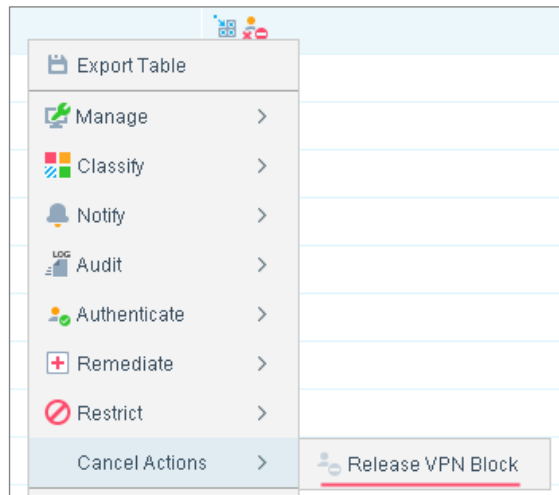 Export Table
Manage
Classify
Notify
LOG
Audit
Authenticate
Remediate
Restrict
Cancel Actions
Release VPN Block